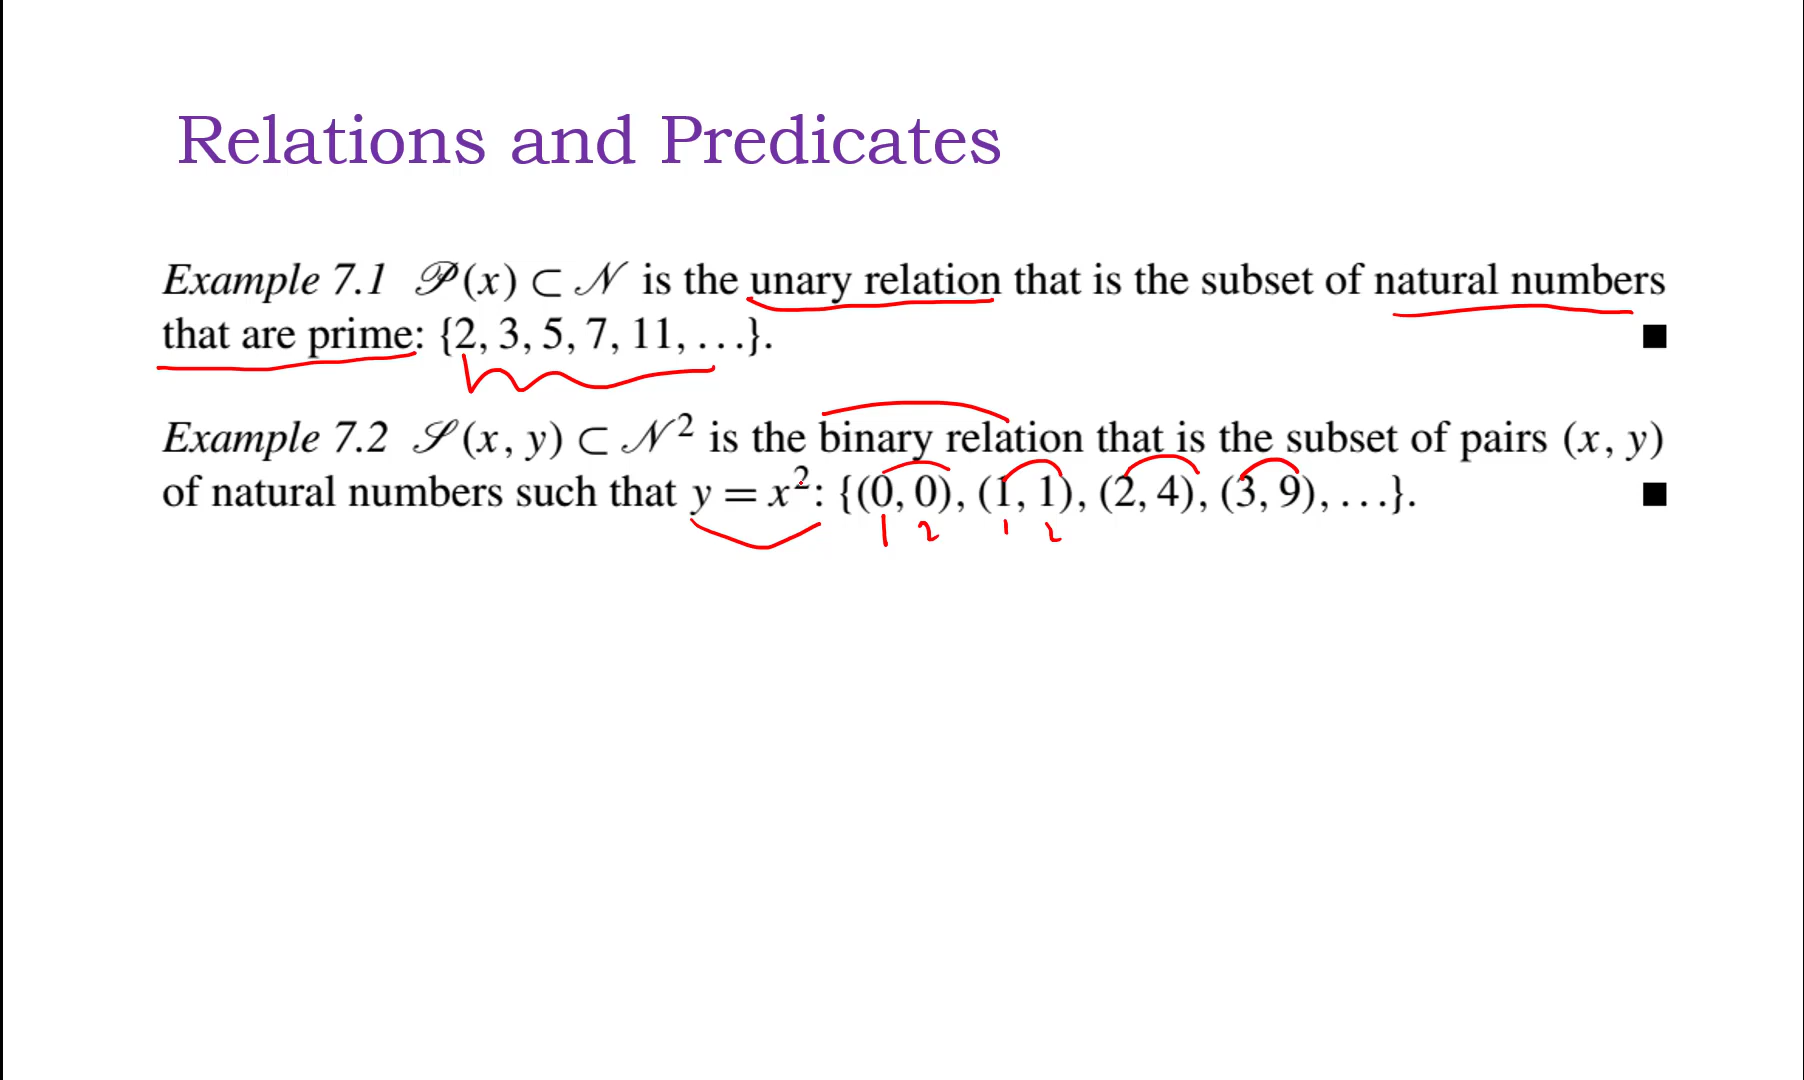 Relations and Predicates
Example 7.1 𝒫(x) ⊂ 𝒩 is the unary relation that is the subset of natural numbers
that are prime: {2, 3, 5, 7, 11, ...}. ■
Example 7.2 𝒮(x, y) ⊂ 𝒩² is the binary relation that is the subset of pairs (x, y)
of natural numbers such that y = x²: {(0, 0), (1, 1), (2, 4), (3, 9), ...}. ■
1 2 1 2